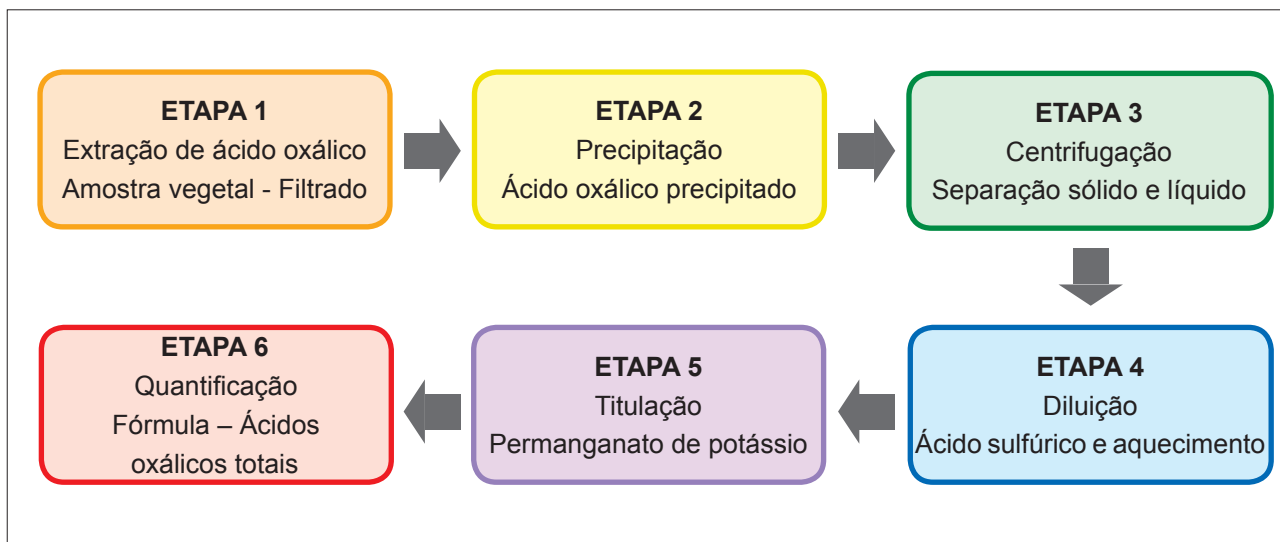 ETAPA 1
Extração de ácido oxálico
Amostra vegetal - Filtrado
ETAPA 2
Precipitação
Ácido oxálico precipitado
ETAPA 3
Centrifugação
Separação sólido e líquido
ETAPA 4
Diluição
Ácido sulfúrico e aquecimento
ETAPA 5
Titulação
Permanganato de potássio
ETAPA 6
Quantificação
Fórmula – Ácidos
oxálicos totais